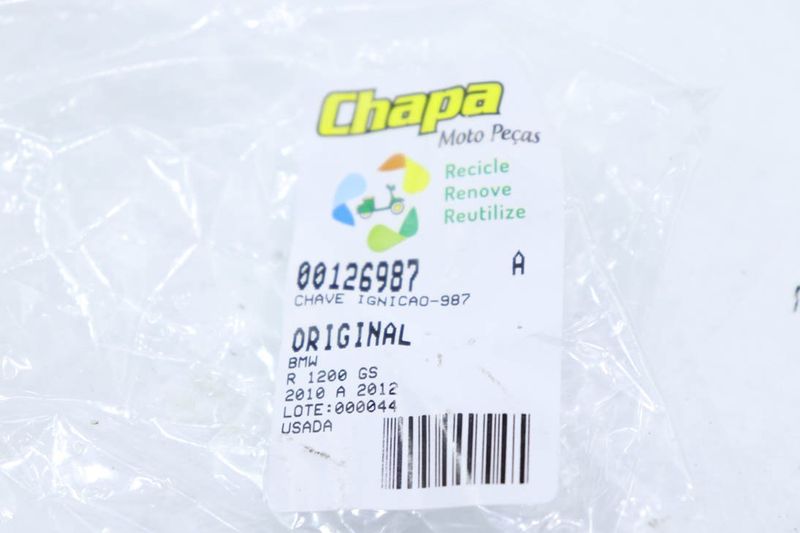 Chapa
Moto Peças
Recicle
Renove
Reutilize
00126987 A
CHAVE IGNICAO-987
ORIGINAL
BMW
R 1200 GS
2010 A 2012
LOTE:000044
USADA